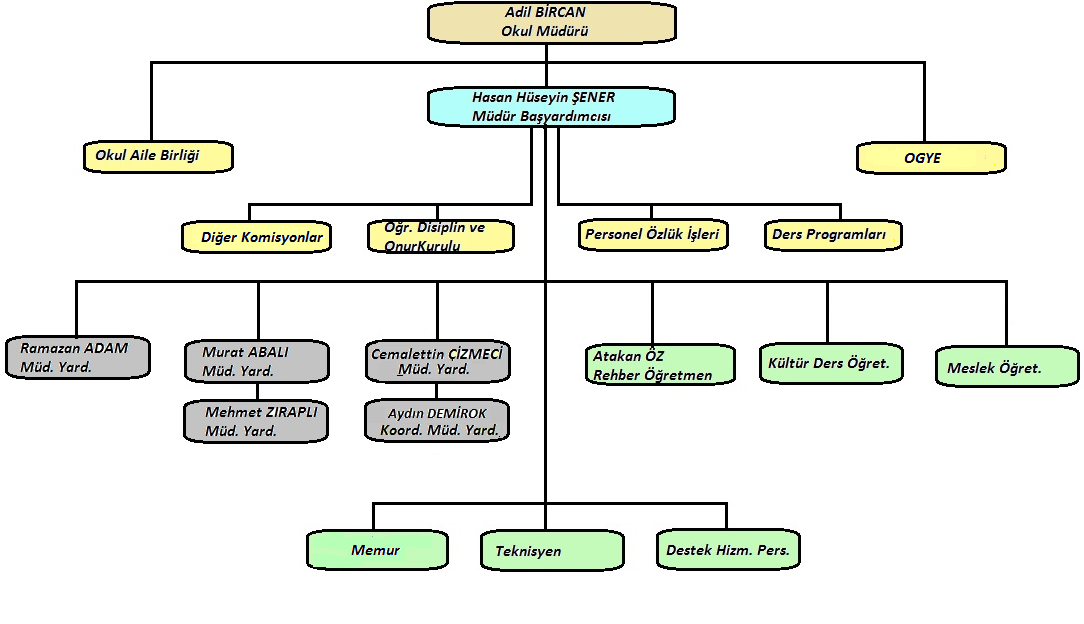 Adil BİRCAN
Okul Müdürü
Hasan Hüseyin ŞENER
Müdür Başyardımcısı
Okul Aile Birliği
OGYE
Diğer Komisyonlar
Öğr. Disiplin ve
OnurKurulu
Personel Özlük İşleri
Ders Programları
Ramazan ADAM
Müd. Yard.
Murat ABALI
Müd. Yard.
Cemalettin ÇİZMECİ
Müd. Yard.
Atakan ÖZ
Rehber Öğretmen
Kültür Ders Öğret.
Meslek Öğret.
Mehmet ZIRAPLI
Müd. Yard.
Aydın DEMİROK
Koord. Müd. Yard.
Memur
Teknisyen
Destek Hizm. Pers.